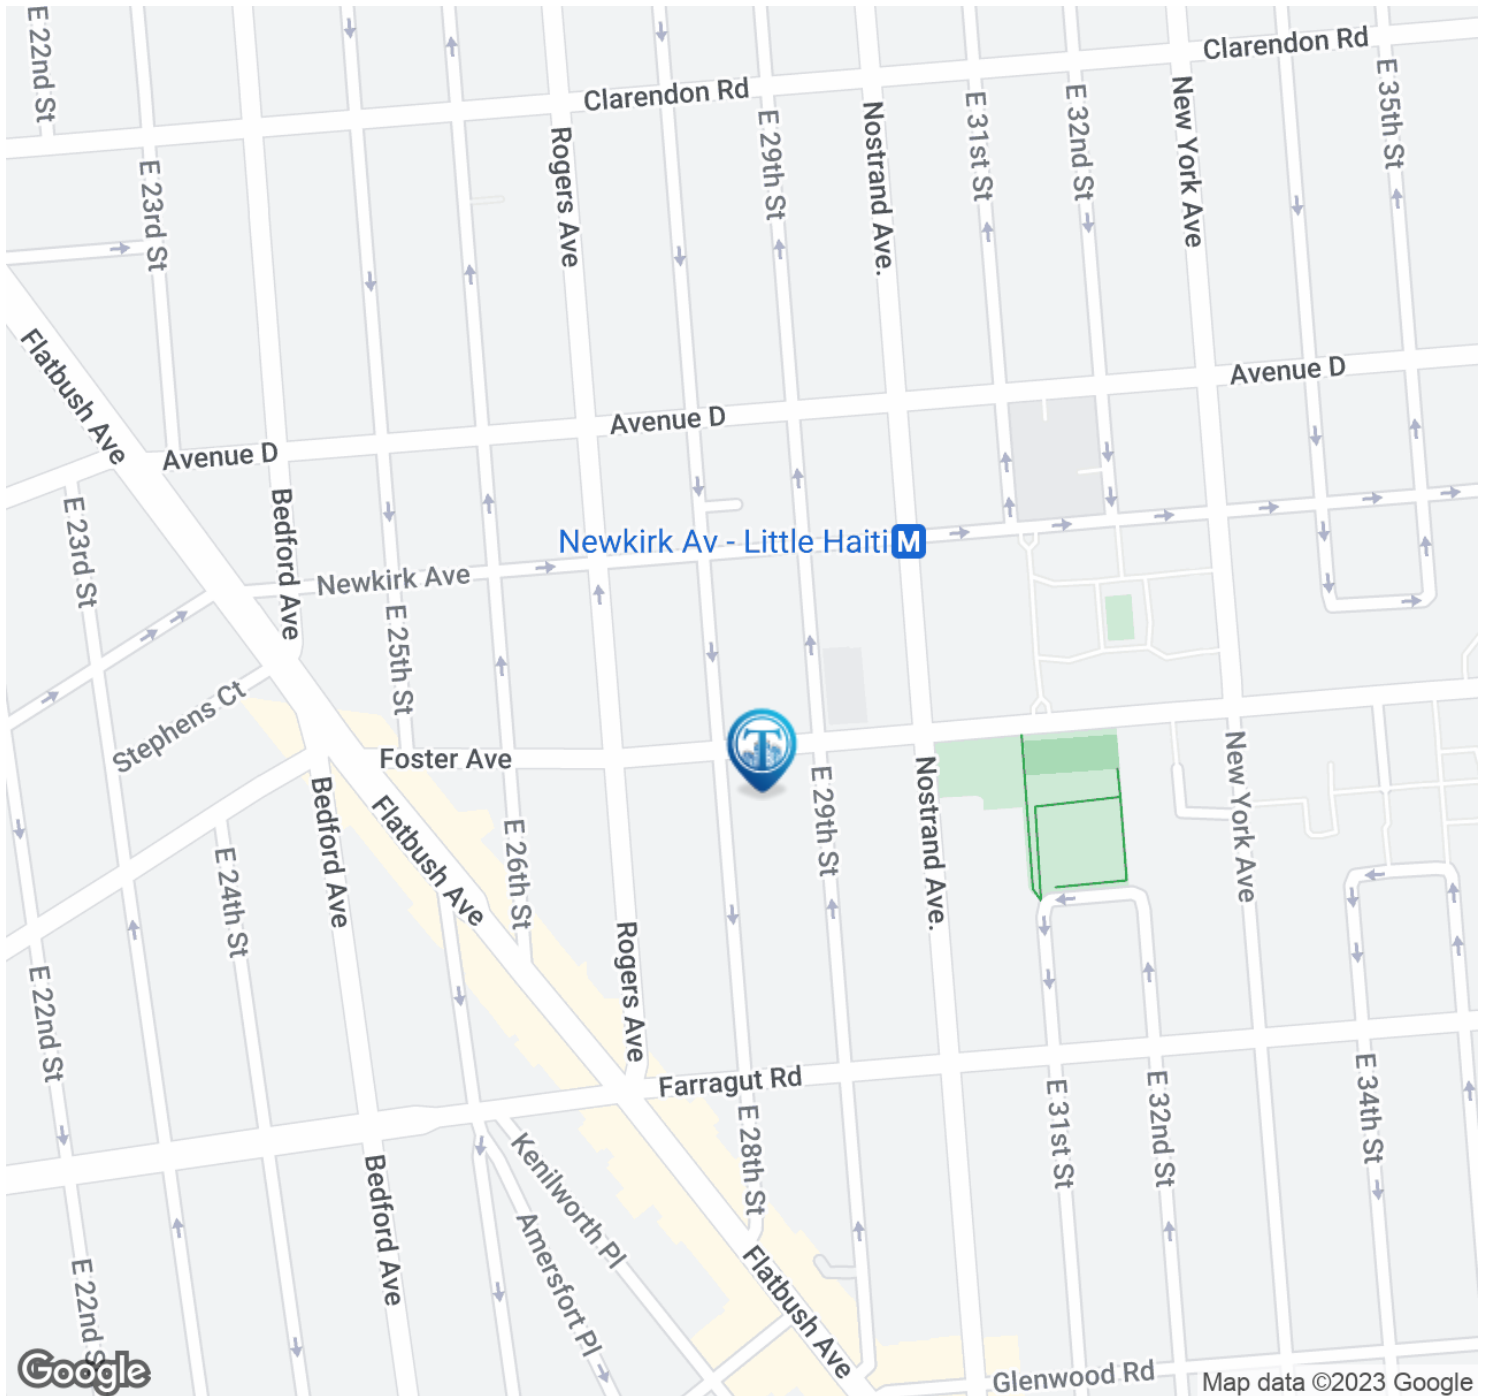 E 22nd St
Clarendon Rd
Clarendon Rd
E 35th St
New York Ave
E 32nd St
E 31st St
Nostrand Ave.
E 29th St
Rogers Ave
E 23rd St
Flatbush Ave
Avenue D
Avenue D
Avenue D
E 23rd St
Bedford Ave
Newkirk Av - Little Haiti
M
Newkirk Ave
E 25th St
Stephens Ct
Foster Ave
T
E 29th St
Nostrand Ave.
New York Ave
Bedford Ave
Flatbush Ave
E 26th St
E 24th St
Rogers Ave
E 22nd St
Farragut Rd
E 28th St
E 31st St
E 32nd St
E 34th St
Kenilworth Pl
Amersfort Pl
Bedford Ave
E 22nd St
Flatbush Ave
Glenwood Rd
Google
Map data ©2023 Google